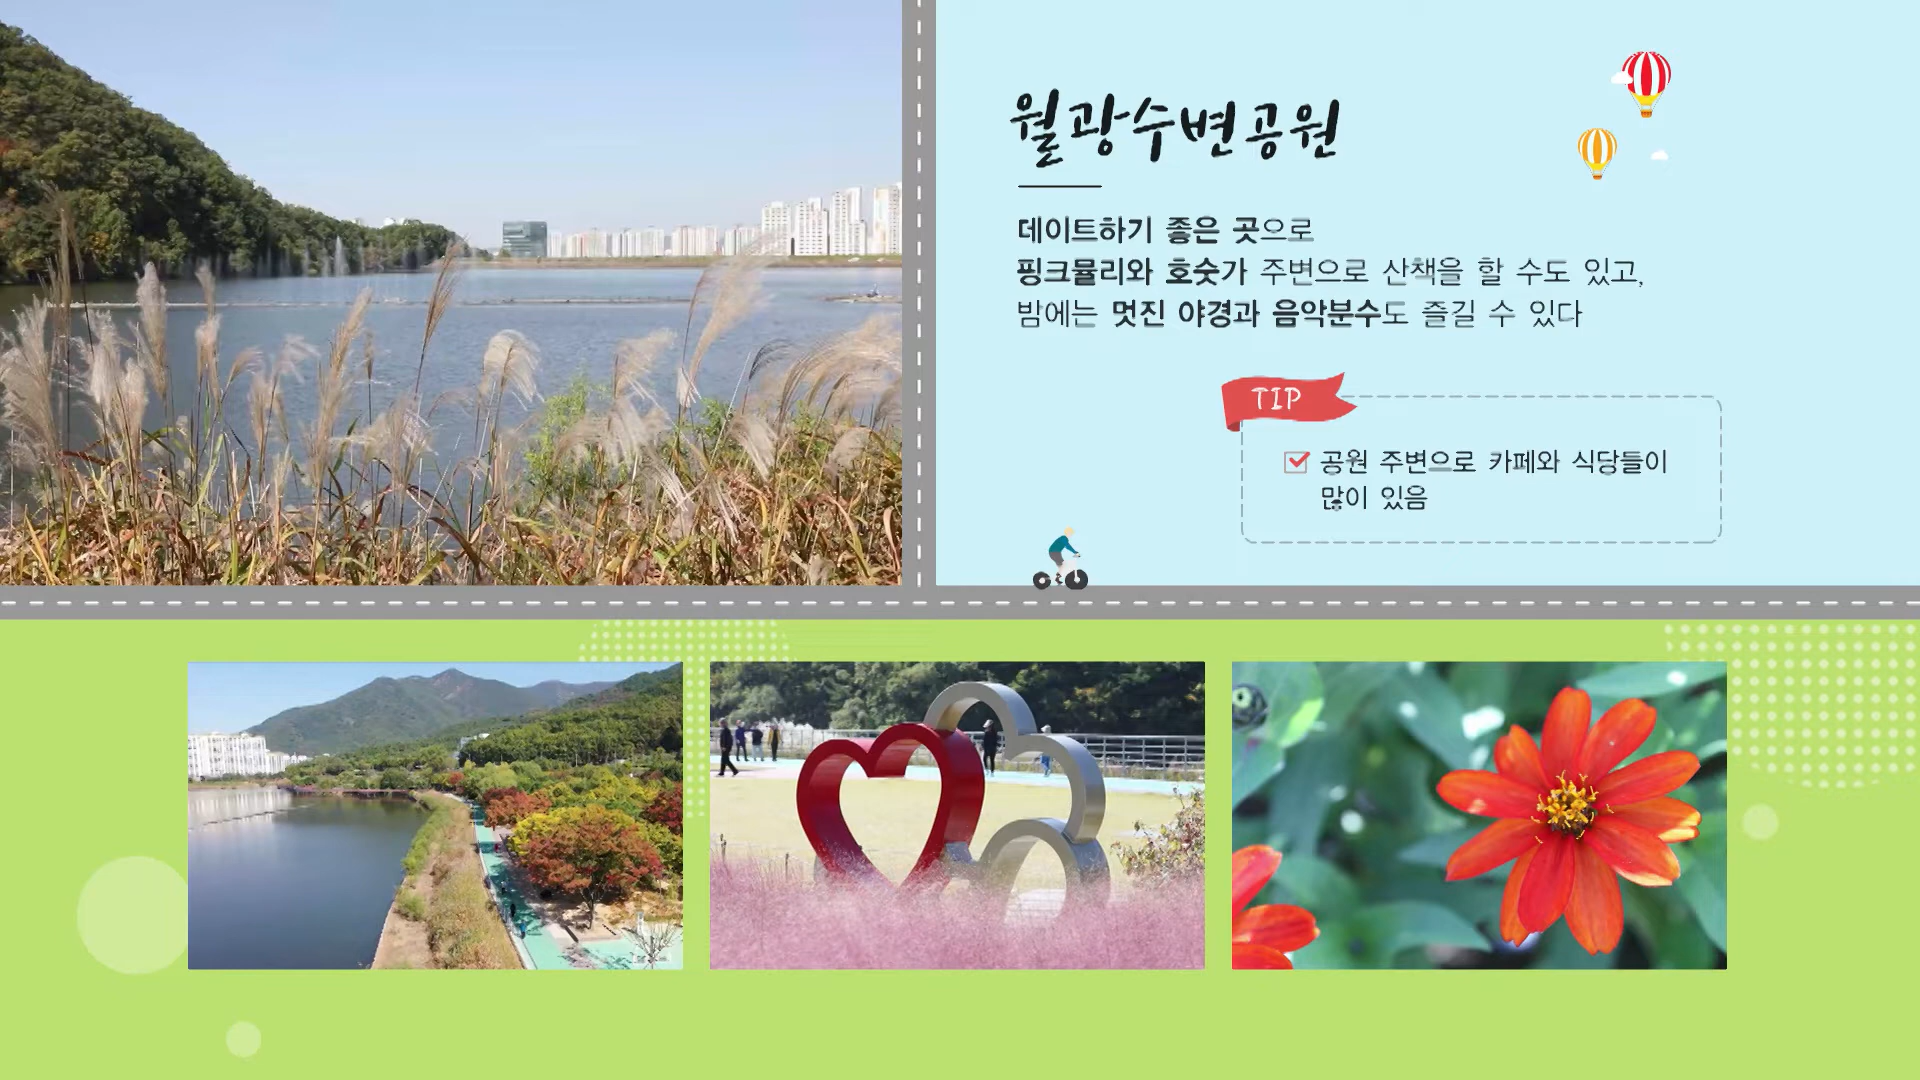 월광수변공원
데이트하기 좋은 곳으로
핑크뮬리와 호숫가 주변으로 산책을 할 수도 있고,
밤에는 멋진 야경과 음악분수도 즐길 수 있다
TIP
공원 주변으로 카페와 식당들이
많이 있음